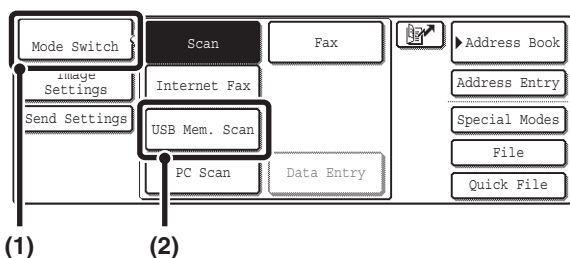 Mode Switch
Scan
Fax
Address Book
Image
Settings
Internet Fax
Address Entry
Send Settings
USB Mem. Scan
Special Modes
File
PC Scan
Data Entry
Quick File
(1)
(2)